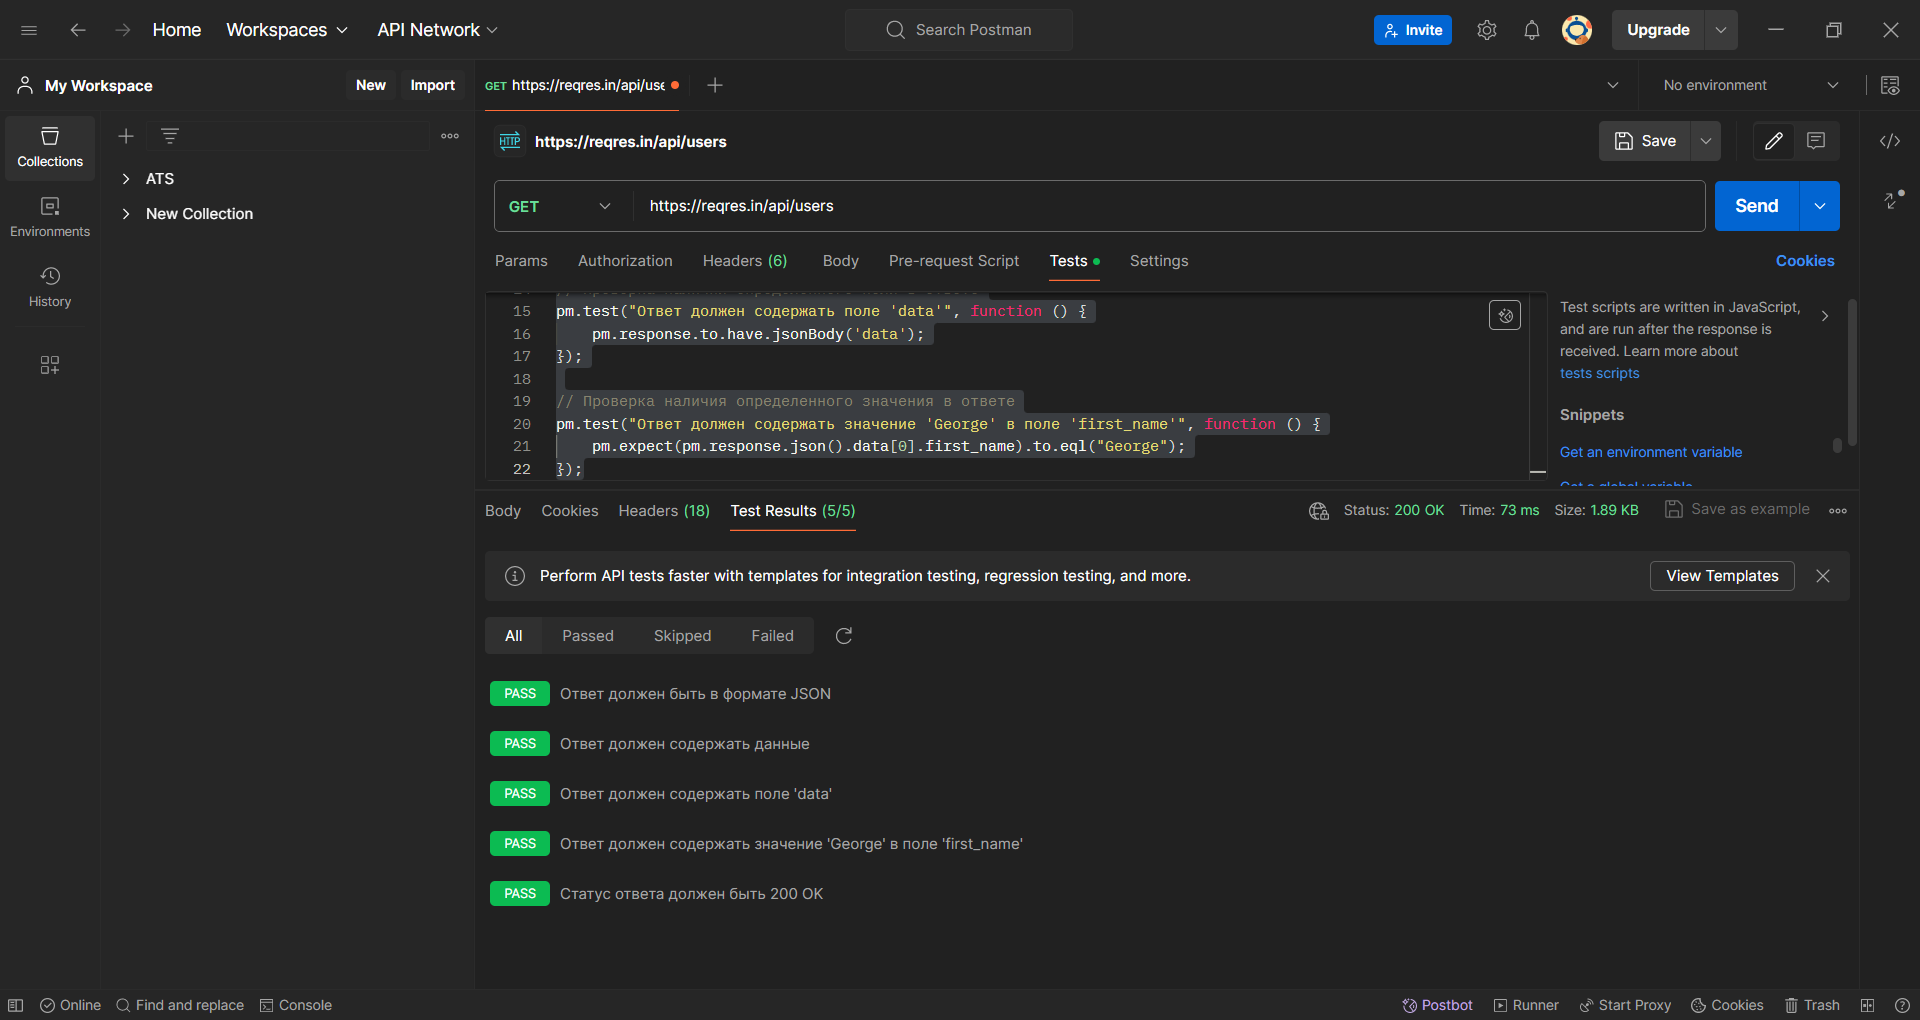 Home
Workspaces
API Network
Search Postman
Invite
Upgrade
My Workspace
New
Import
GET https://reqres.in/api/use
No environment
Collections
ATS
New Collection
Environments
History
HTTP https://reqres.in/api/users
Save
GET
https://reqres.in/api/users
Send
Params
Authorization
Headers (6)
Body
Pre-request Script
Tests
Settings
Cookies
15 pm.test("Ответ должен содержать поле 'data'", function () {
16 pm.response.to.have.jsonBody('data');
17 });
18
19 // Проверка наличия определенного значения в ответе
20 pm.test("Ответ должен содержать значение 'George' в поле 'first_name'", function () {
21 pm.expect(pm.response.json().data[0].first_name).to.eql("George");
22 });
Test scripts are written in JavaScript,
and are run after the response is
received. Learn more about
tests scripts
Snippets
Get an environment variable
Body
Cookies
Headers (18)
Test Results (5/5)
Status: 200 OK
Time: 73 ms
Size: 1.89 KB
Save as example
Perform API tests faster with templates for integration testing, regression testing, and more.
View Templates
All
Passed
Skipped
Failed
PASS Ответ должен быть в формате JSON
PASS Ответ должен содержать данные
PASS Ответ должен содержать поле 'data'
PASS Ответ должен содержать значение 'George' в поле 'first_name'
PASS Статус ответа должен быть 200 OK
Online
Find and replace
Console
Postbot
Runner
Start Proxy
Cookies
Trash